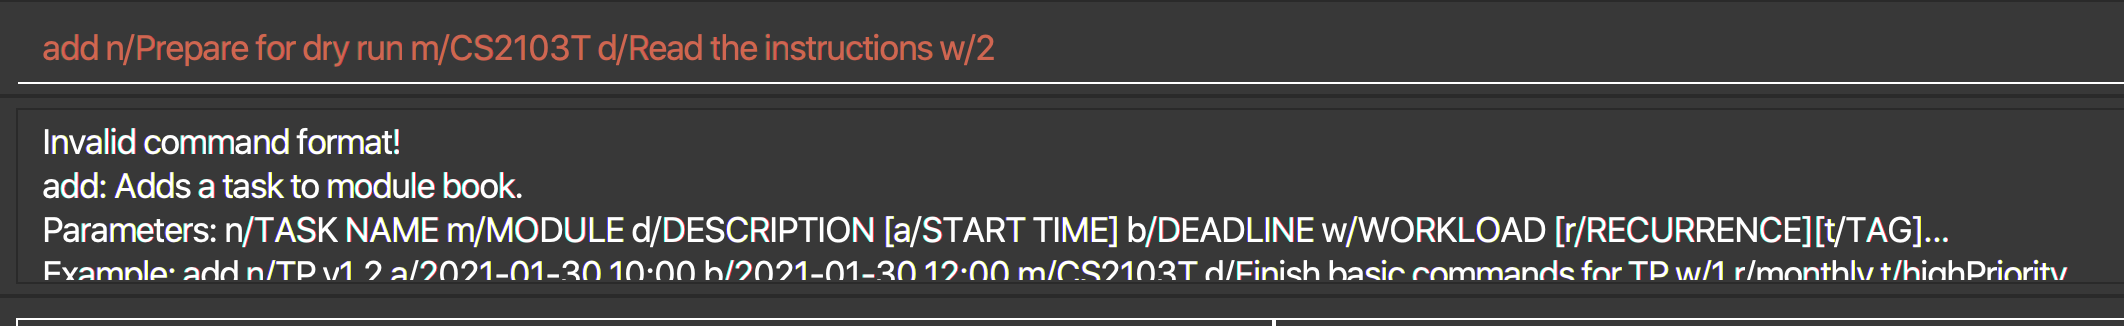 add n/Prepare for dry run m/CS2103T d/Read the instructions w/2
Invalid command format!
add: Adds a task to module book.
Parameters: n/TASK NAME m/MODULE d/DESCRIPTION [a/START TIME] b/DEADLINE w/WORKLOAD [r/RECURRENCE][t/TAG]...
Example: add n/TP v1.2 a/2021-01-30 10:00 b/2021-01-30 12:00 m/CS2103T d/Finish basic commands for TP w/1 r/monthly t/highPriority